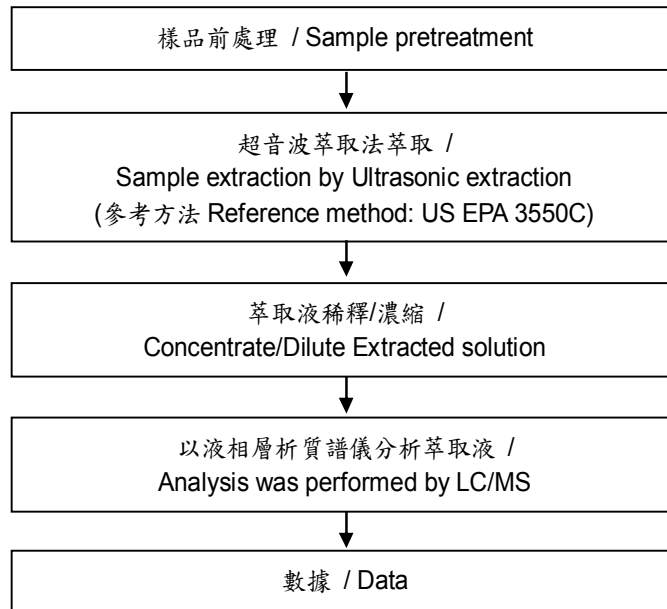 樣品前處理 / Sample pretreatment
超音波萃取法萃取 /
Sample extraction by Ultrasonic extraction
(參考方法 Reference method: US EPA 3550C)
萃取液稀釋/濃縮 /
Concentrate/Dilute Extracted solution
以液相層析質譜儀分析萃取液 /
Analysis was performed by LC/MS
數據 / Data